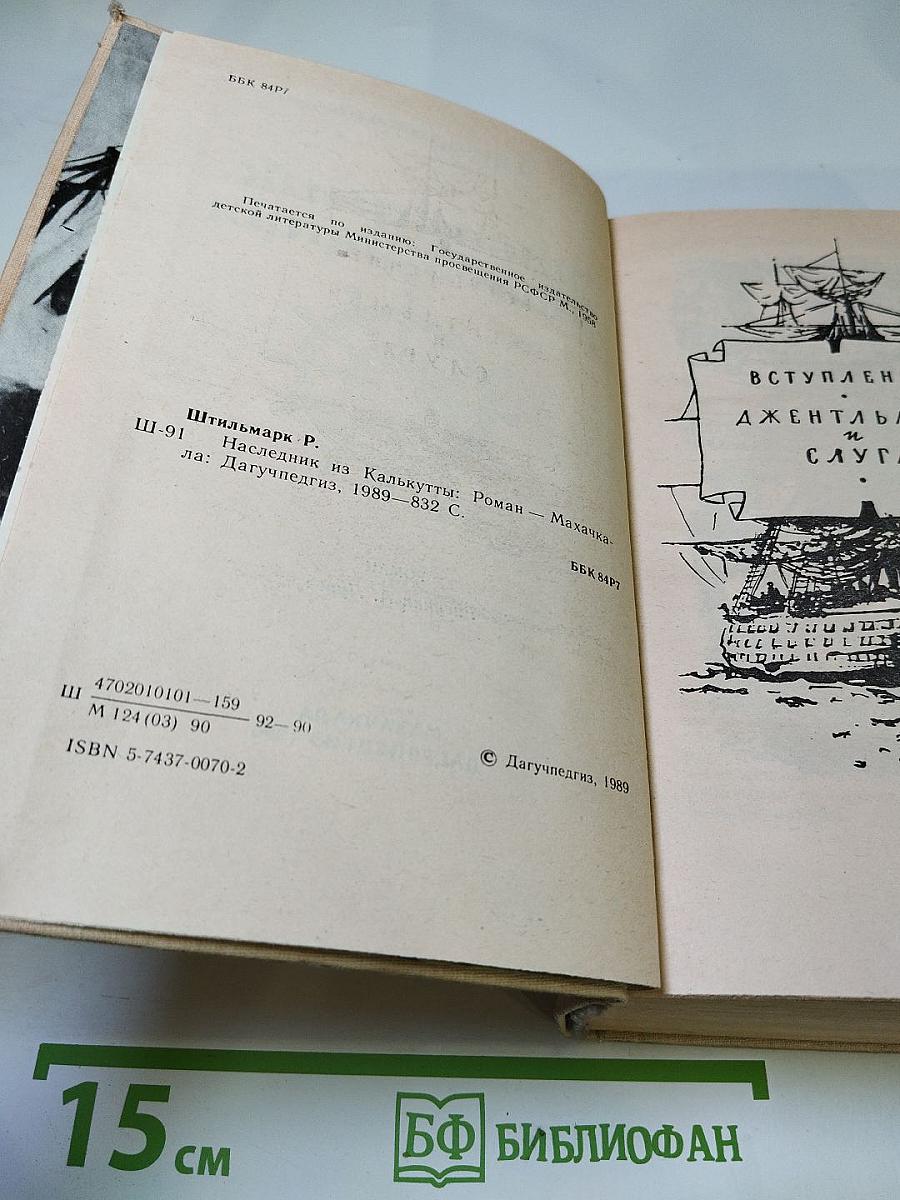 ББК 84Р7
Печатается по изданию: Государственное издательство
детской литературы Министерства просвещения РСФСР М., 1958
Штильмарк Р.
Ш-91 Наследник из Калькутты: Роман — Махачка-
ла: Дагучпедгиз, 1989—832 С.
ББК 84Р7
Ш 4702010101—159
М 124(03) 90
92—90
ISBN 5-7437-0070-2
© Дагучпедгиз, 1989
ВСТУПЛЕН
ДЖЕНТЛЬ
и
СЛУГА
15 см
БФ БИБЛИОФАН